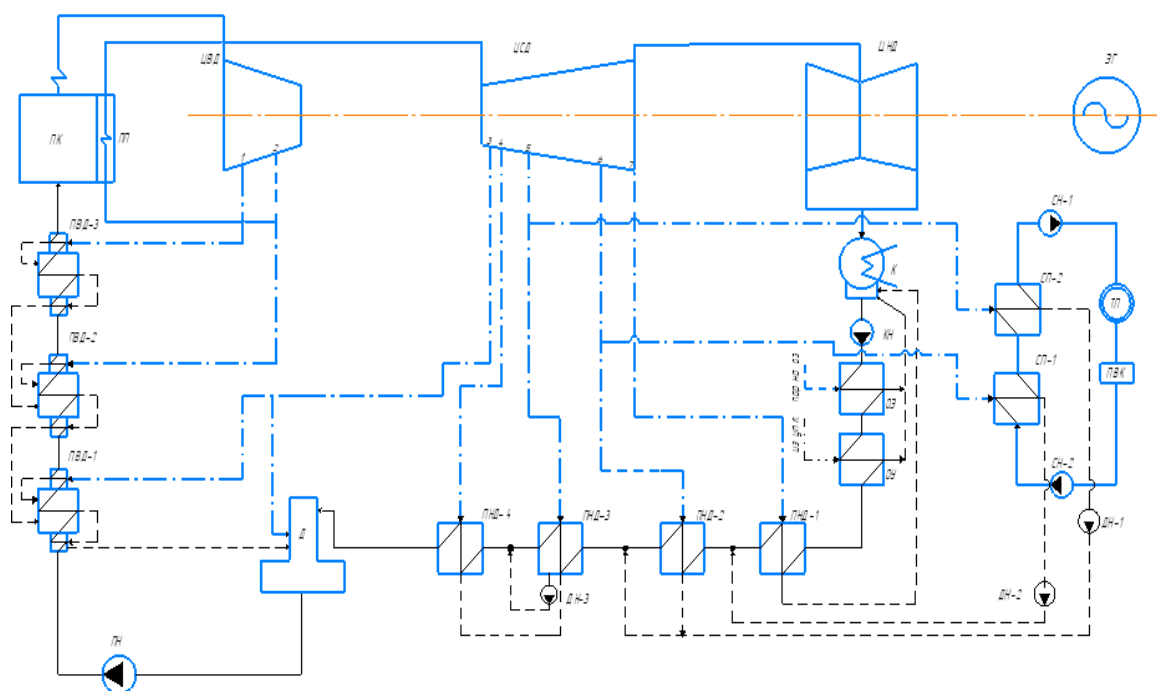 ЦВД
ЦСД
ЦНД
ЭГ
ПК
ПП
1
2
3
4
5
6
7
ПВД-3
СН-1
К
СП-2
ТП
КН
ПВД-2
СП-1
ПВК
ОЭ
ПВД-1
ОУ
СН-2
Д
ПНД-4
ПНД-3
ПНД-2
ПНД-1
ДН-1
ДН-3
ДН-2
ПН